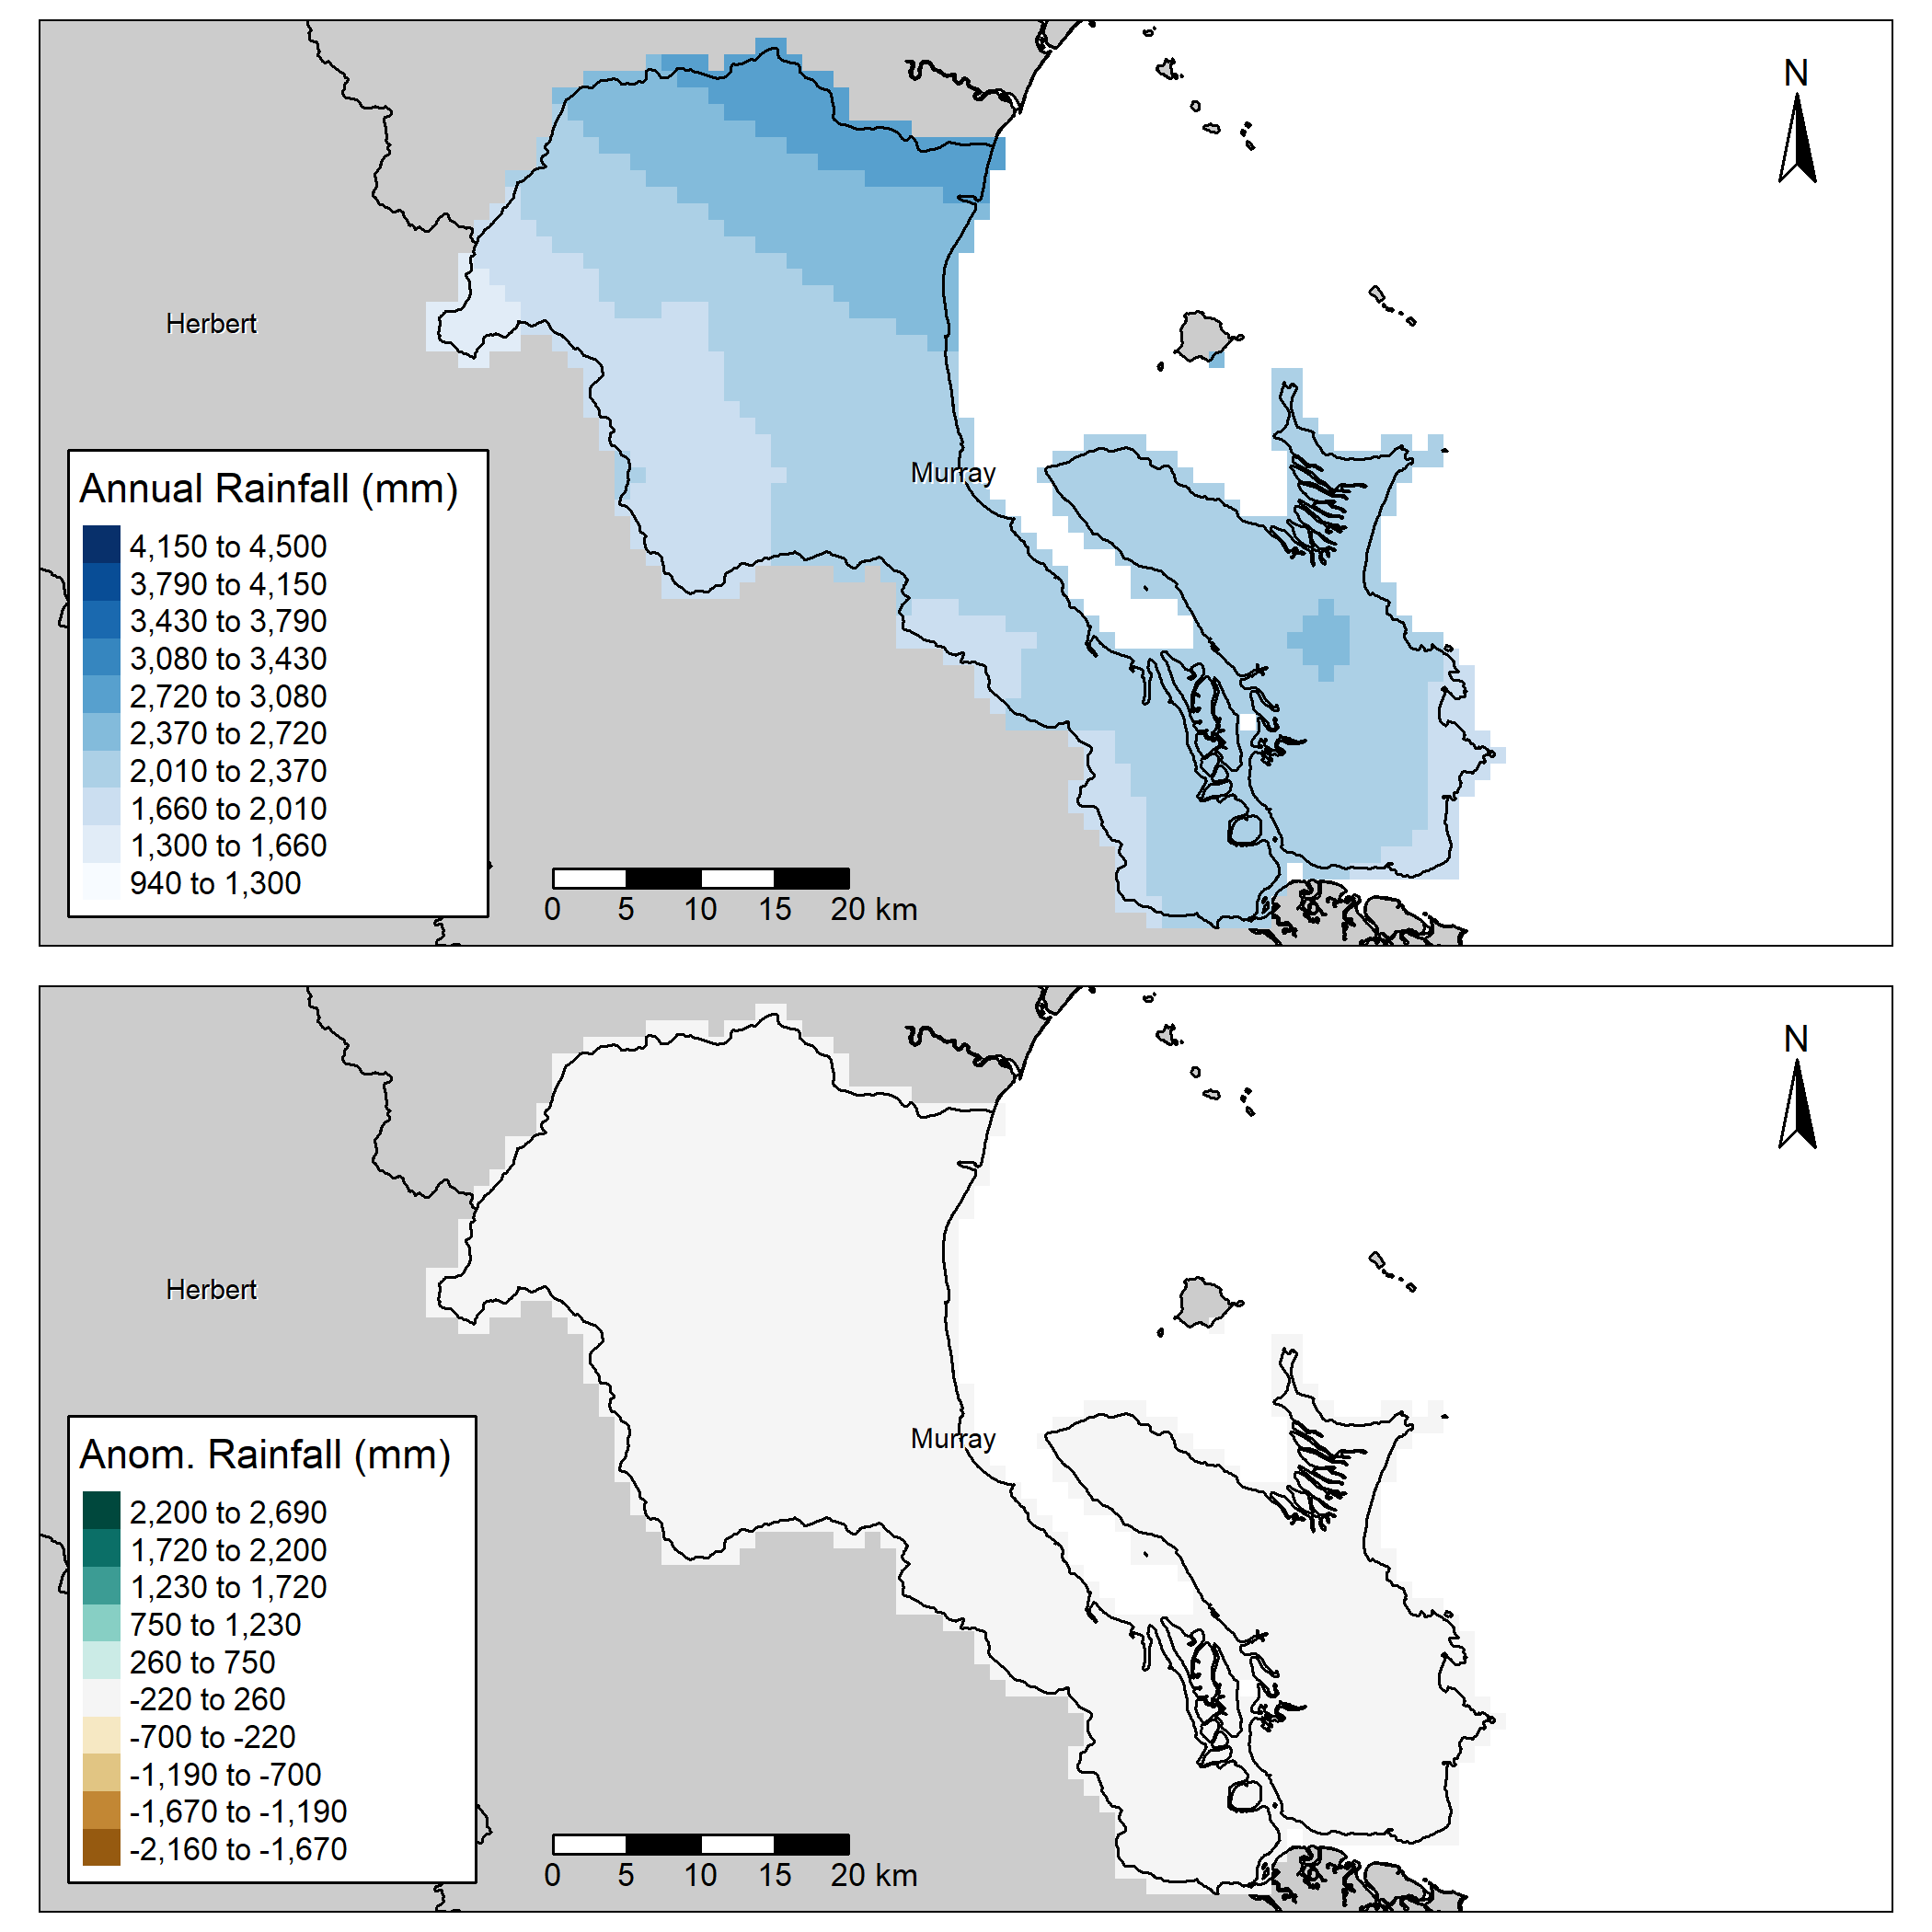 N
Herbert
Murray
Annual Rainfall (mm)
4,150 to 4,500
3,790 to 4,150
3,430 to 3,790
3,080 to 3,430
2,720 to 3,080
2,370 to 2,720
2,010 to 2,370
1,660 to 2,010
1,300 to 1,660
940 to 1,300
0 5 10 15 20 km
N
Herbert
Murray
Anom. Rainfall (mm)
2,200 to 2,690
1,720 to 2,200
1,230 to 1,720
750 to 1,230
260 to 750
-220 to 260
-700 to -220
-1,190 to -700
-1,670 to -1,190
-2,160 to -1,670
0 5 10 15 20 km